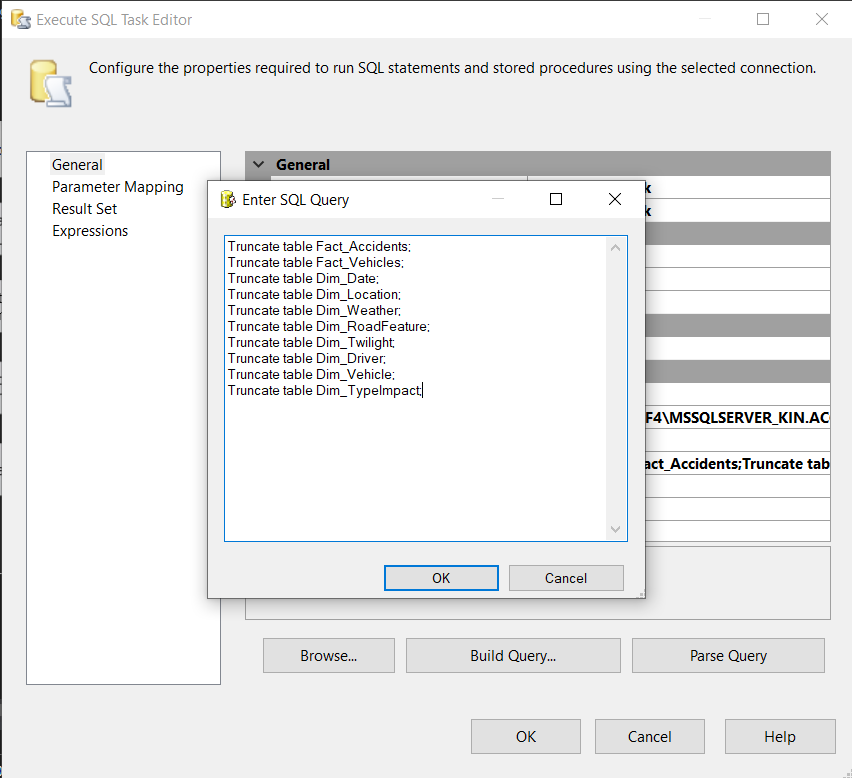 Execute SQL Task Editor
Configure the properties required to run SQL statements and stored procedures using the selected connection.
General
Parameter Mapping
Result Set
Expressions
General
Enter SQL Query
Truncate table Fact_Accidents;
Truncate table Fact_Vehicles;
Truncate table Dim_Date;
Truncate table Dim_Location;
Truncate table Dim_Weather;
Truncate table Dim_RoadFeature;
Truncate table Dim_Twilight;
Truncate table Dim_Driver;
Truncate table Dim_Vehicle;
Truncate table Dim_TypeImpact;
k
k
F4\MSSQLSERVER_KIN.AC
act_Accidents;Truncate tab
OK
Cancel
Browse...
Build Query...
Parse Query
OK
Cancel
Help